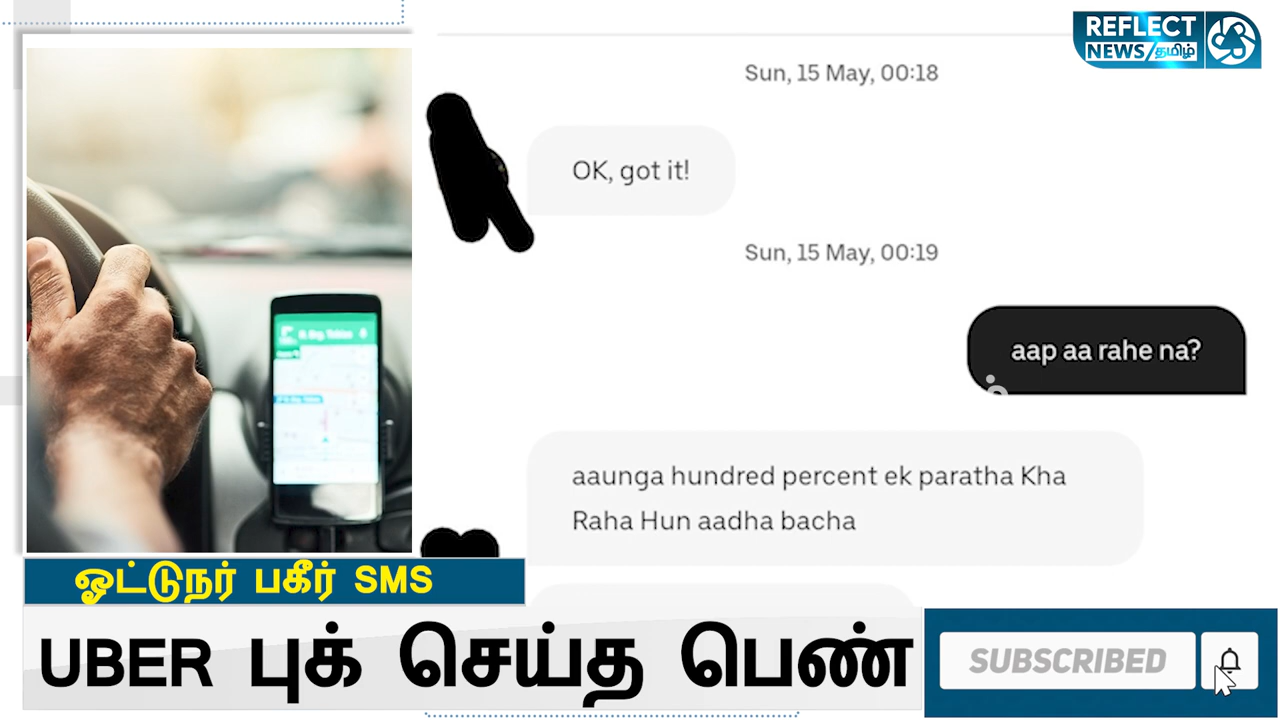 REFLECT
NEWS/தமிழ்
Sun, 15 May, 00:18
OK, got it!
Sun, 15 May, 00:19
aap aa rahe na?
aaunga hundred percent ek paratha Kha
Raha Hun aadha bacha
ஓட்டுநர் பகீர் SMS
UBER புக் செய்த பெண்
SUBSCRIBED